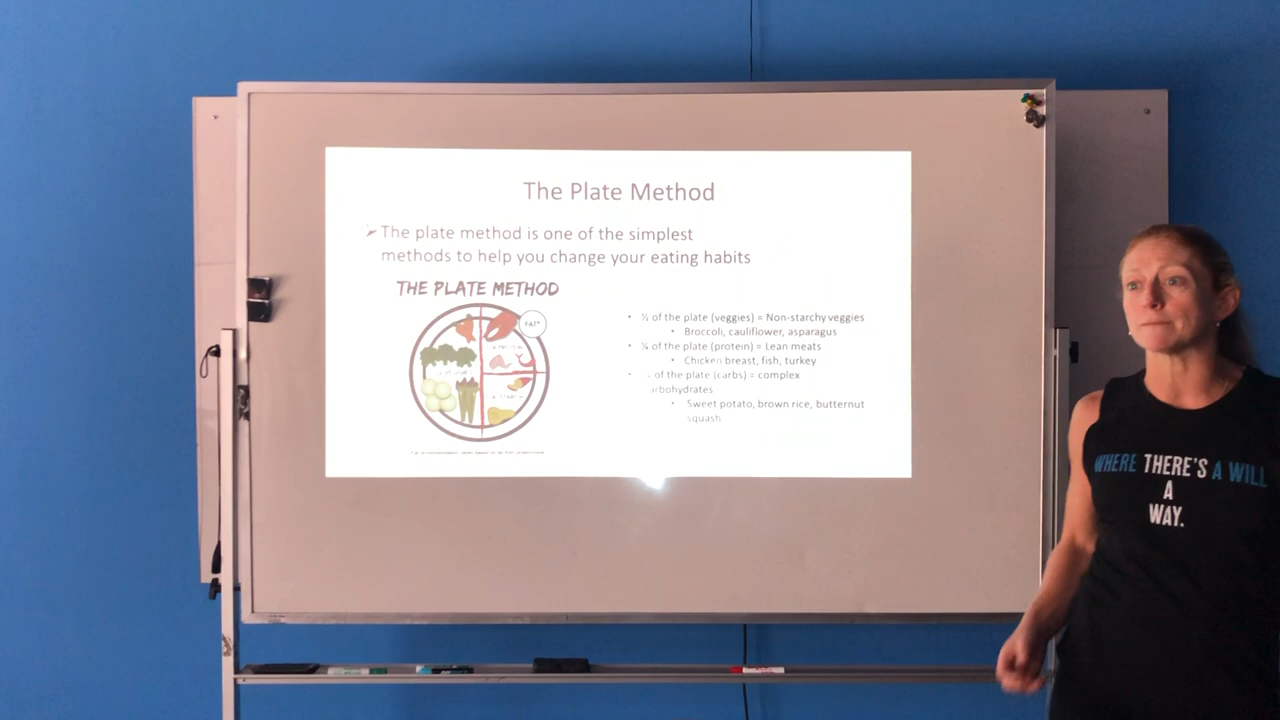 The Plate Method
➢ The plate method is one of the simplest
methods to help you change your eating habits
THE PLATE METHOD
FAT*
• ½ of the plate (veggies) = Non-starchy veggies
• Broccoli, cauliflower, asparagus
• ¼ of the plate (protein) = Lean meats
• Chicken breast, fish, turkey
• of the plate (carbs) = complex
arbohydrates
• Sweet potato, brown rice, butternut
squash
WHERE THERE'S A WILL
A
WAY.